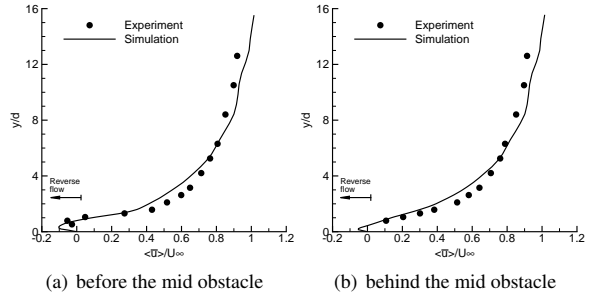 16
12
8
4
0
y/d
Experiment
Simulation
Reverse
flow
-0.2 0 0.2 0.4 0.6 0.8 1 1.2
<u̅>/U∞
(a) before the mid obstacle
16
12
8
4
0
y/d
Experiment
Simulation
Reverse
flow
-0.2 0 0.2 0.4 0.6 0.8 1 1.2
<u̅>/U∞
(b) behind the mid obstacle